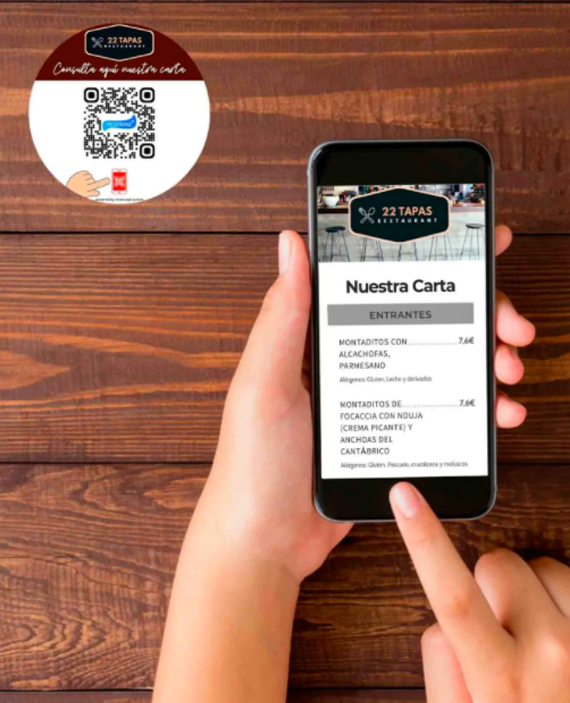 22 TAPAS
RESTAURANT
Consulta aquí nuestra carta
22 TAPAS
RESTAURANT
Nuestra Carta
ENTRANTES
MONTADITOS CON 7,6€
ALCACHOFAS,
PARMESANO
Alérgenos: Gluten, Leche y derivados
MONTADITOS DE 7,6€
FOCACCIA CON NDUJA
(CREMA PICANTE) Y
ANCHOAS DEL
CANTÁBRICO
Alérgenos: Gluten, Pescado, crustáceos y moluscos